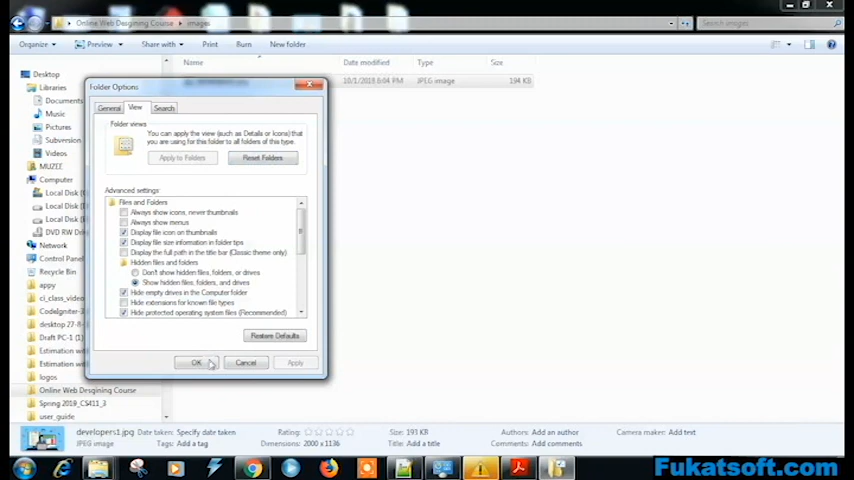 Online Web Desgining Course
images
Search images
Organize
Preview
Share with
Print
Burn
New folder
Name
Date modified
Type
Size
10/1/2019 6:04 PM
JPEG image
194 KB
Desktop
Libraries
Documents
Music
Pictures
Subversion
Videos
MUZEE
Computer
Local Disk
Local Disk
Local Disk
DVD RW
Network
Control Panel
Recycle Bin
appy
ci_class_video
CodeIgniter-3
desktop 27-8-
Draft PC-1
Estimation
Estimation
logos
Online Web Desgining Course
Spring 2019_CS411_3
user_guide
Folder Options
General
View
Search
Folder views
You can apply the view (such as Details or Icons) that
you are using for this folder to all folders of this type.
Apply to Folders
Reset Folders
Advanced settings:
Files and Folders
Always show icons, never thumbnails
Always show menus
Display file icon on thumbnails
Display file size information in folder tips
Display the full path in the title bar (Classic theme only)
Hidden files and folders
Don't show hidden files, folders, or drives
Show hidden files, folders, and drives
Hide empty drives in the Computer folder
Hide extensions for known file types
Hide protected operating system files (Recommended)
Restore Defaults
OK
Cancel
Apply
developers1.jpg
JPEG image
Date taken: Specify date taken
Tags: Add a tag
Rating:
Dimensions: 2000 x 1136
Size: 193 KB
Title: Add a title
Authors: Add an author
Comments: Add comments
Camera maker: Add text
Fukatsoft.com